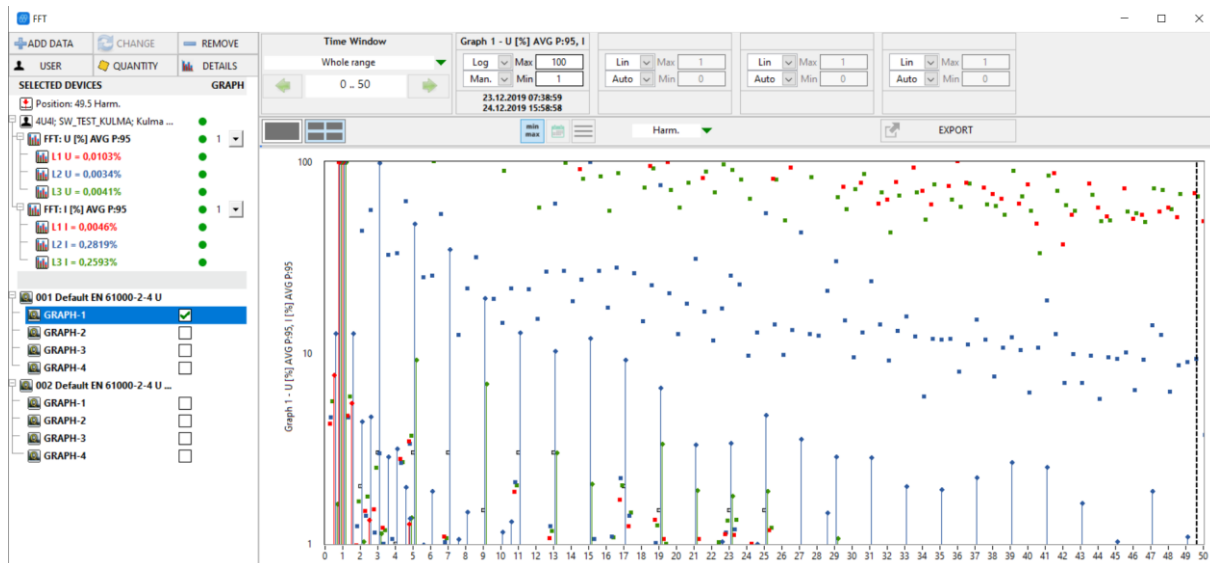 FFT
ADD DATA CHANGE REMOVE
USER QUANTITY DETAILS
SELECTED DEVICES GRAPH
Position: 49.5 Harm.
4U4I; SW_TEST_KULMA; Kulma ...
FFT: U [%] AVG P:95 1
L1 U = 0,0103%
L2 U = 0,0034%
L3 U = 0,0041%
FFT: I [%] AVG P:95 1
L1 I = 0,0046%
L2 I = 0,2819%
L3 I = 0,2593%
001 Default EN 61000-2-4 U
GRAPH-1
GRAPH-2
GRAPH-3
GRAPH-4
002 Default EN 61000-2-4 U ...
GRAPH-1
GRAPH-2
GRAPH-3
GRAPH-4
Time Window
Whole range
0 .. 50
Graph 1 - U [%] AVG P:95, I
Log Max 100
Man. Min 1
23.12.2019 07:38:59
24.12.2019 15:58:58
Lin Max 1
Auto Min 0
Lin Max 1
Auto Min 0
Lin Max 1
Auto Min 0
min
max
Harm.
EXPORT
Graph 1 - U [%] AVG P:95, I [%] AVG P:95
100
10
1
0 1 2 3 4 5 6 7 8 9 10 11 12 13 14 15 16 17 18 19 20 21 22 23 24 25 26 27 28 29 30 31 32 33 34 35 36 37 38 39 40 41 42 43 44 45 46 47 48 49 50